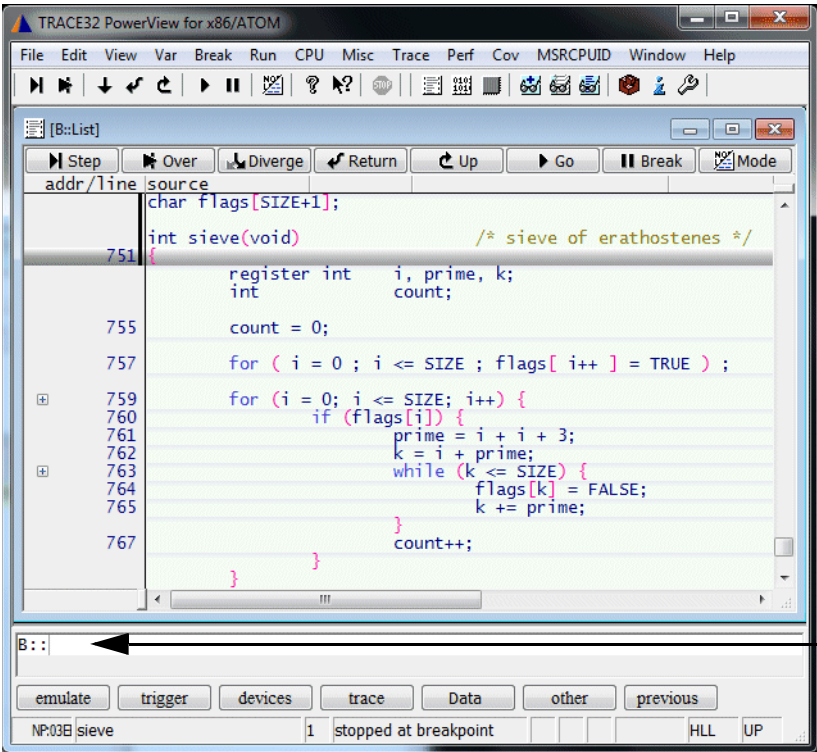 TRACE32 PowerView for x86/ATOM
File Edit View Var Break Run CPU Misc Trace Perf Cov MSRCPUID Window Help
[B::List]
Step Over Diverge Return Up Go Break Mode
addr/line source
char flags[SIZE+1];
int sieve(void) /* sieve of erathostenes */
751 {
register int i, prime, k;
int count;
755 count = 0;
757 for ( i = 0 ; i <= SIZE ; flags[ i++ ] = TRUE ) ;
759 for (i = 0; i <= SIZE; i++) {
760 if (flags[i]) {
761 prime = i + i + 3;
762 k = i + prime;
763 while (k <= SIZE) {
764 flags[k] = FALSE;
765 k += prime;
}
767 count++;
}
}
B::
emulate trigger devices trace Data other previous
sieve 1 stopped at breakpoint HLL UP